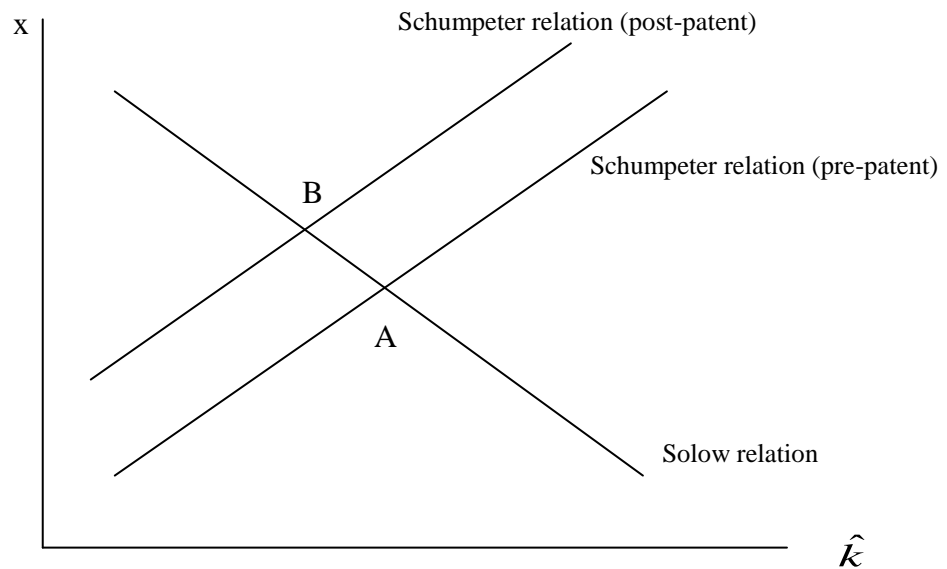 x
Schumpeter relation (post-patent)
Schumpeter relation (pre-patent)
B
A
Solow relation
k̂